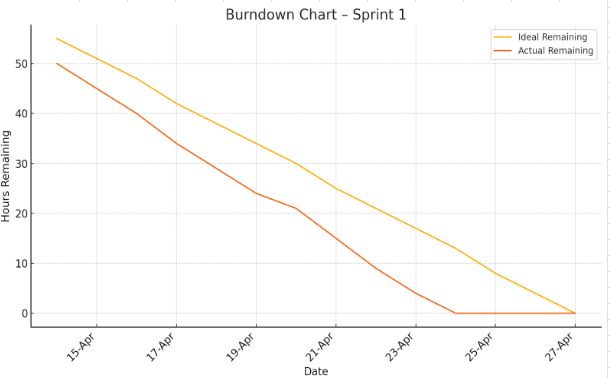 Burndown Chart – Sprint 1
Ideal Remaining
Actual Remaining
Hours Remaining
50
40
30
20
10
0
15-Apr
17-Apr
19-Apr
21-Apr
23-Apr
25-Apr
27-Apr
Date